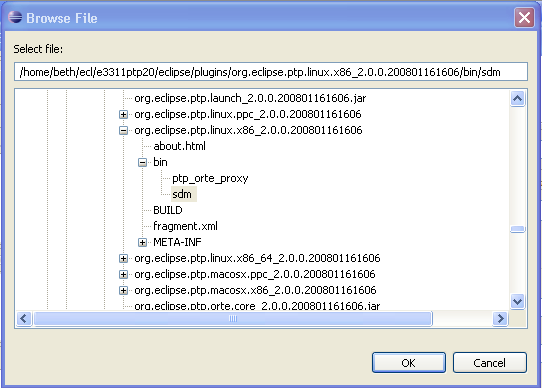 Browse File
Select file:
/home/beth/ecl/e3311ptp20/eclipse/plugins/org.eclipse.ptp.linux.x86_2.0.0.200801161606/bin/sdm
org.eclipse.ptp.launch_2.0.0.200801161606.jar
org.eclipse.ptp.linux.ppc_2.0.0.200801161606
org.eclipse.ptp.linux.x86_2.0.0.200801161606
about.html
bin
ptp_orte_proxy
sdm
BUILD
fragment.xml
META-INF
org.eclipse.ptp.linux.x86_64_2.0.0.200801161606
org.eclipse.ptp.macosx.ppc_2.0.0.200801161606
org.eclipse.ptp.macosx.x86_2.0.0.200801161606
org.eclipse.ptp.orte.core_2.0.0.200801161606.jar
OK Cancel